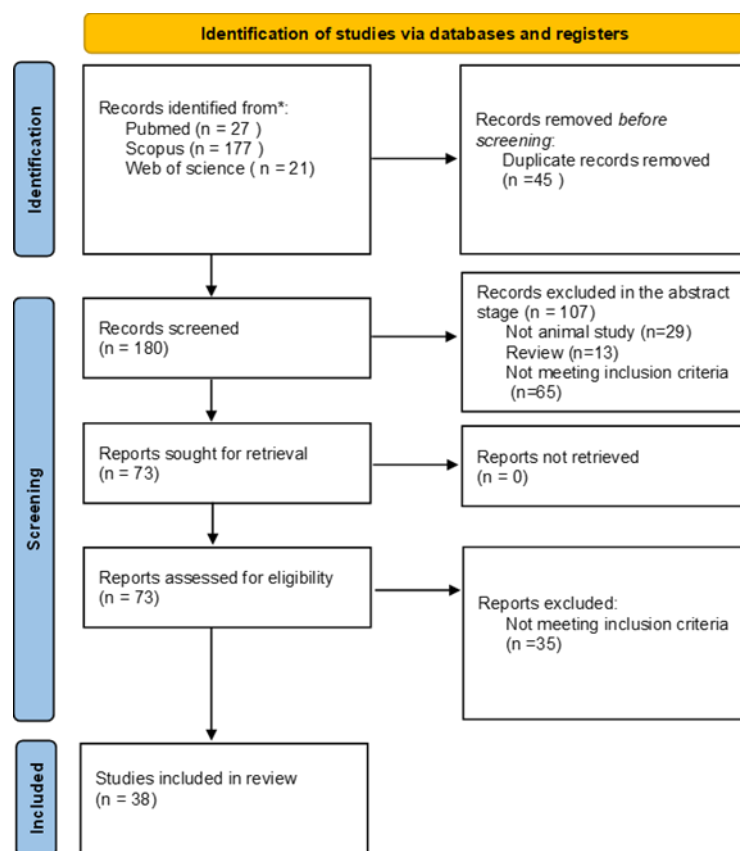 Identification of studies via databases and registers
Identification
Records identified from*:
Pubmed (n = 27 )
Scopus (n = 177 )
Web of science ( n = 21)
Records removed before
screening:
Duplicate records removed
(n =45 )
Screening
Records screened
(n = 180)
Records excluded in the abstract
stage (n = 107)
Not animal study (n=29)
Review (n=13)
Not meeting inclusion criteria
(n=65)
Reports sought for retrieval
(n = 73)
Reports not retrieved
(n = 0)
Reports assessed for eligibility
(n = 73)
Reports excluded:
Not meeting inclusion criteria
(n =35)
Included
Studies included in review
(n = 38)